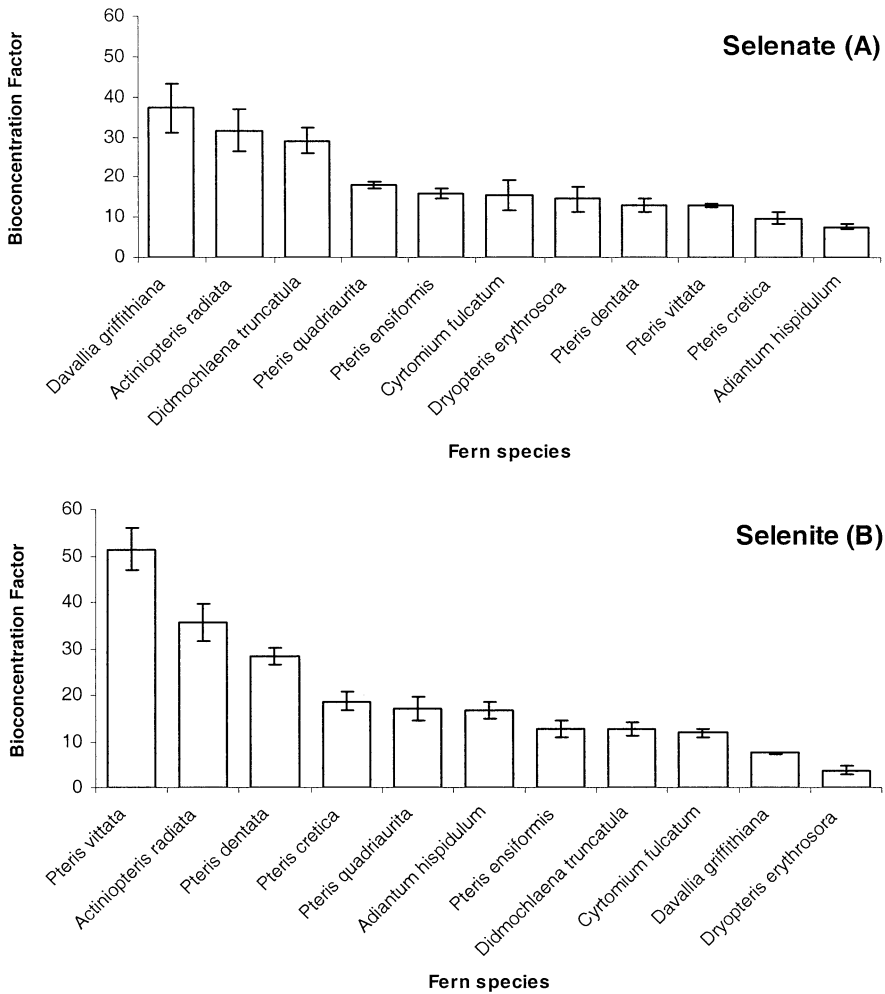 Selenate (A)
Bioconcentration Factor
60
50
40
30
20
10
0
Davallia griffithiana
Actiniopteris radiata
Didmochlaena truncatula
Pteris quadriaurita
Pteris ensiformis
Cyrtomium fulcatum
Dryopteris erythrosora
Pteris dentata
Pteris vittata
Pteris cretica
Adiantum hispidulum
Fern species
Selenite (B)
Bioconcentration Factor
60
50
40
30
20
10
0
Pteris vittata
Actiniopteris radiata
Pteris dentata
Pteris cretica
Pteris quadriaurita
Adiantum hispidulum
Pteris ensiformis
Didmochlaena truncatula
Cyrtomium fulcatum
Davallia griffithiana
Dryopteris erythrosora
Fern species